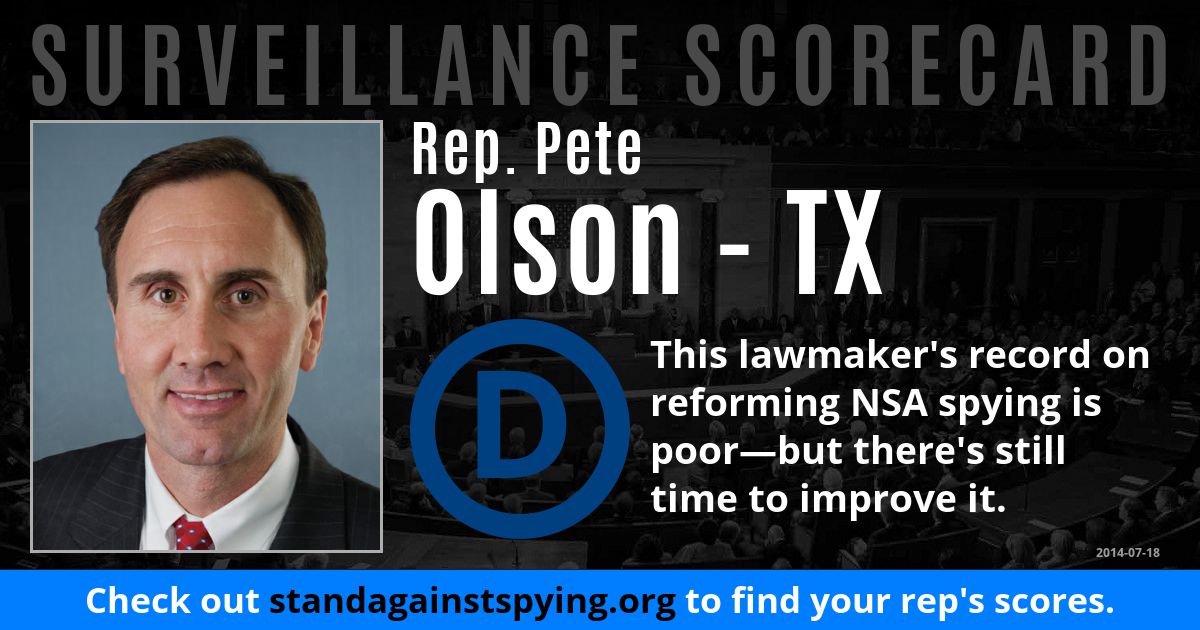 SURVEILLANCE SCORECARD
Rep. Pete
Olson - TX
D
This lawmaker's record on
reforming NSA spying is
poor—but there's still
time to improve it.
2014-07-18
Check out standagainstspying.org to find your rep's scores.